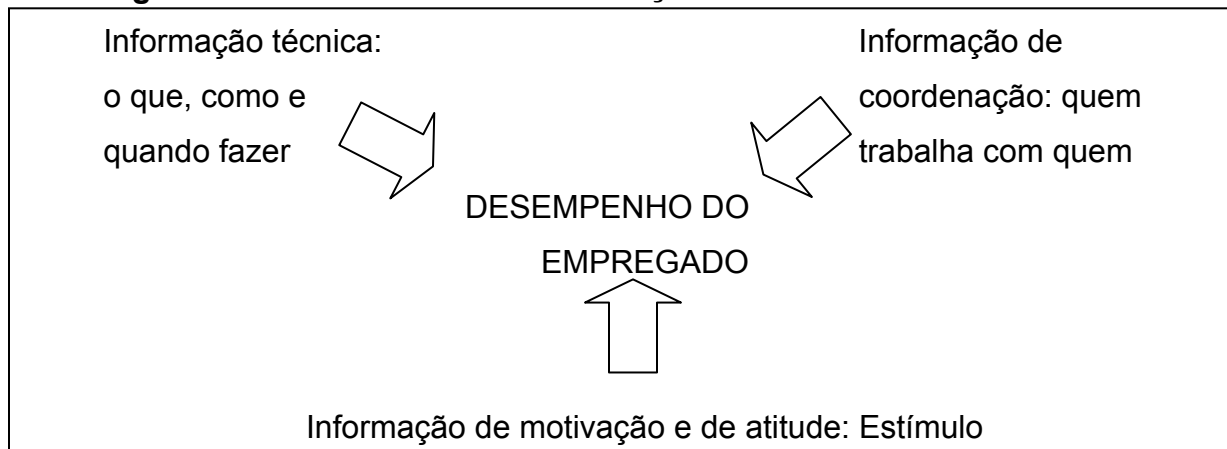 Informação técnica:
o que, como e
quando fazer
Informação de
coordenação: quem
trabalha com quem
DESEMPENHO DO
EMPREGADO
Informação de motivação e de atitude: Estímulo